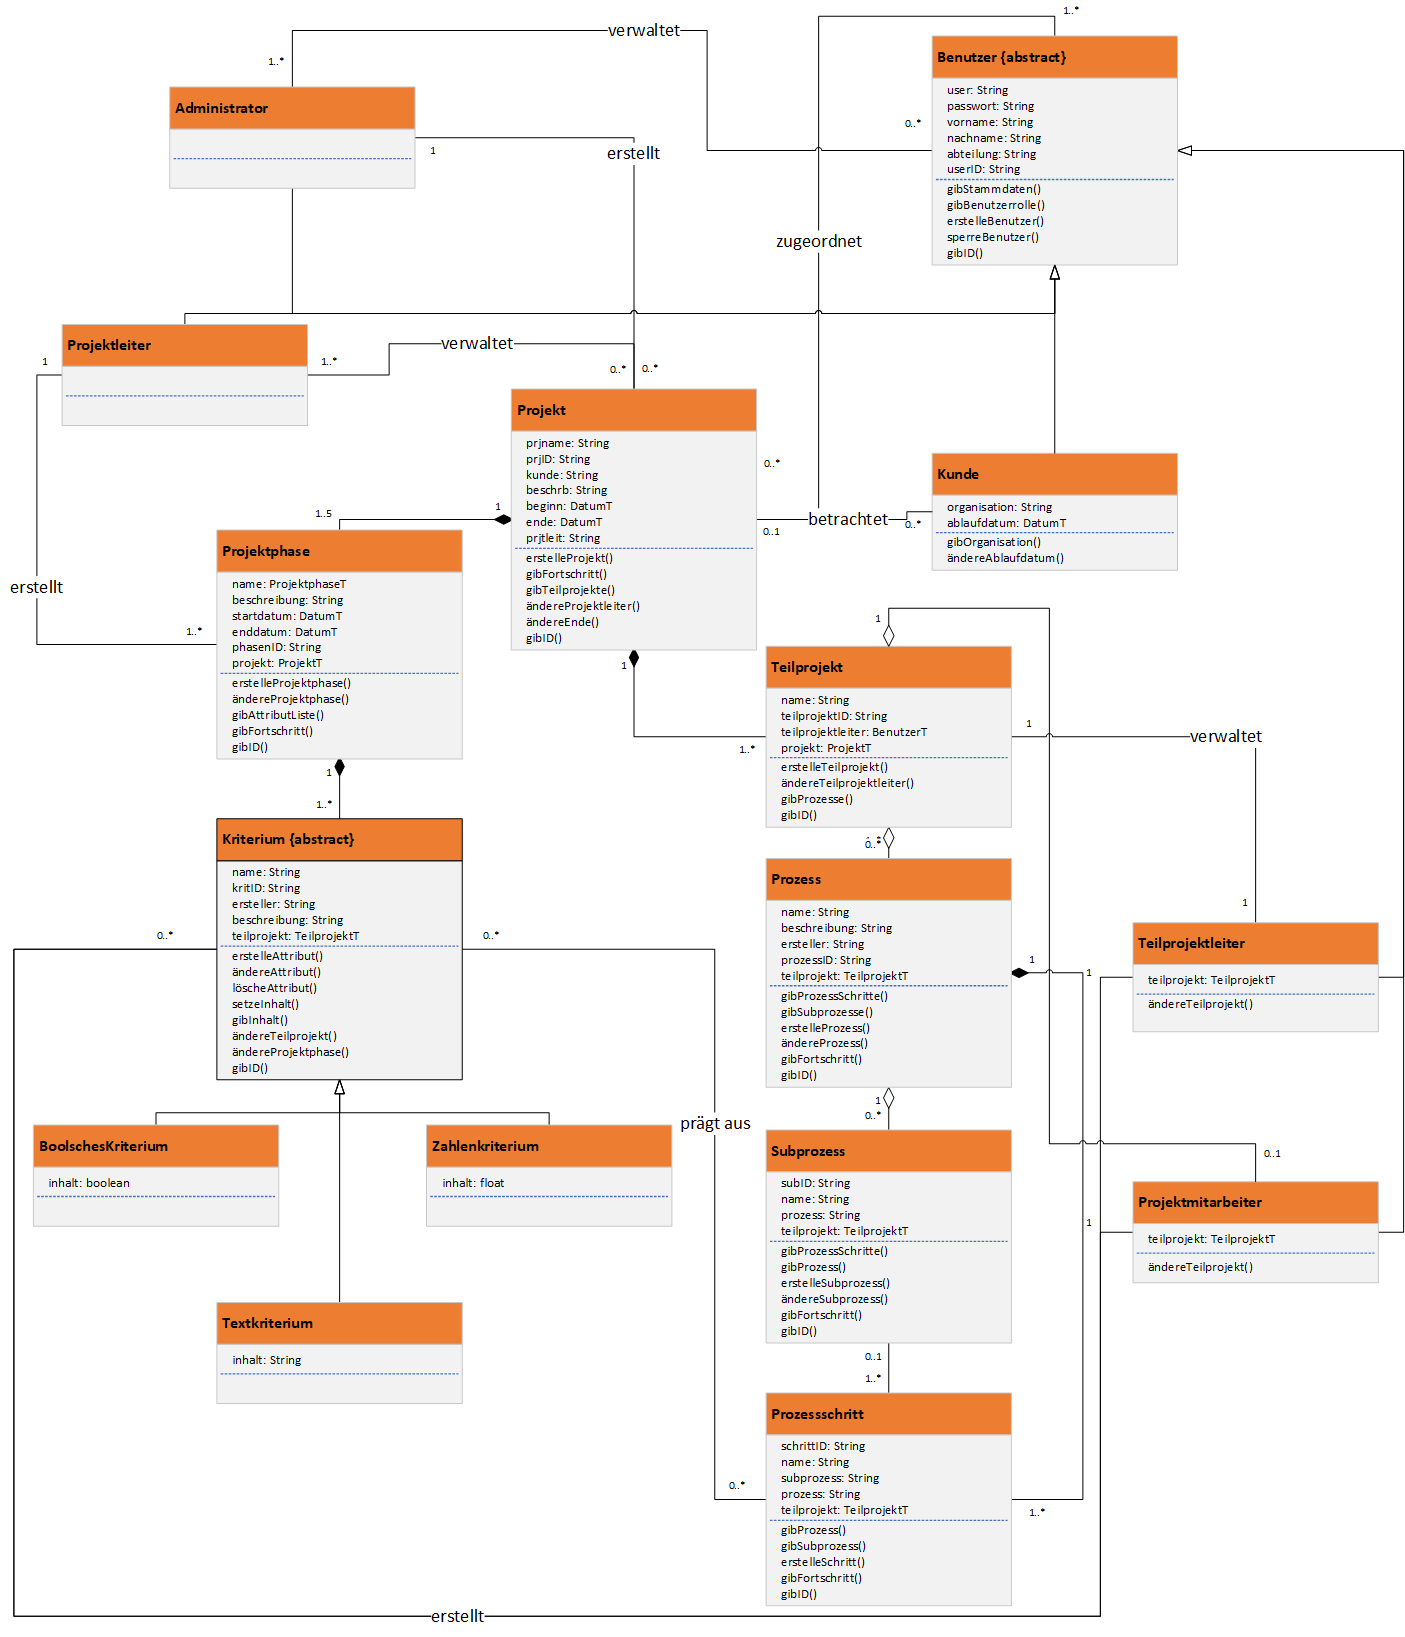 verwaltet
1..*
1..*
Benutzer {abstract}
user: String
passwort: String
vorname: String
nachname: String
abteilung: String
userID: String
gibStammdaten()
gibBenutzerrolle()
erstelleBenutzer()
sperreBenutzer()
gibID()
0..*
Administrator
1
erstellt
zugeordnet
Projektleiter
1
1..*
verwaltet
0..*
0..*
Projekt
prjname: String
prjID: String
kunde: String
beschrb: String
beginn: DatumT
ende: DatumT
prjtleit: String
erstelleProjekt()
gibFortschritt()
gibTeilprojekte()
ändereProjektleiter()
ändereEnde()
gibID()
0..*
0..1
betrachtet
0..*
Kunde
organisation: String
ablaufdatum: DatumT
gibOrganisation()
ändereAblaufdatum()
1
1..5
erstellt
1..*
Projektphase
name: ProjektphaseT
beschreibung: String
startdatum: DatumT
enddatum: DatumT
phasenID: String
projekt: ProjektT
erstelleProjektphase()
ändereProjektphase()
gibAttributListe()
gibFortschritt()
gibID()
1
1..*
1
1..*
1
Teilprojekt
name: String
teilprojektID: String
teilprojektleiter: BenutzerT
projekt: ProjektT
erstelleTeilprojekt()
ändereTeilprojektleiter()
gibProzesse()
gibID()
1
verwaltet
1
0..*
Kriterium {abstract}
name: String
kritID: String
ersteller: String
beschreibung: String
teilprojekt: TeilprojektT
erstelleAttribut()
ändereAttribut()
löscheAttribut()
setzeInhalt()
gibInhalt()
ändereTeilprojekt()
ändereProjektphase()
gibID()
0..*
0..*
Prozess
name: String
beschreibung: String
ersteller: String
prozessID: String
teilprojekt: TeilprojektT
gibProzessSchritte()
gibSubprozesse()
erstelleProzess()
ändereProzess()
gibFortschritt()
gibID()
1
1
Teilprojektleiter
teilprojekt: TeilprojektT
ändereTeilprojekt()
1
0..*
BoolschesKriterium
inhalt: boolean
Zahlenkriterium
inhalt: float
prägt aus
Subprozess
subID: String
name: String
prozess: String
teilprojekt: TeilprojektT
gibProzessSchritte()
gibProzess()
erstelleSubprozess()
ändereSubprozess()
gibFortschritt()
gibID()
0..1
1
Projektmitarbeiter
teilprojekt: TeilprojektT
ändereTeilprojekt()
Textkriterium
inhalt: String
0..1
1..*
Prozessschritt
schrittID: String
name: String
subprozess: String
prozess: String
teilprojekt: TeilprojektT
gibProzess()
gibSubprozess()
erstelleSchritt()
gibFortschritt()
gibID()
0..*
1..*
erstellt